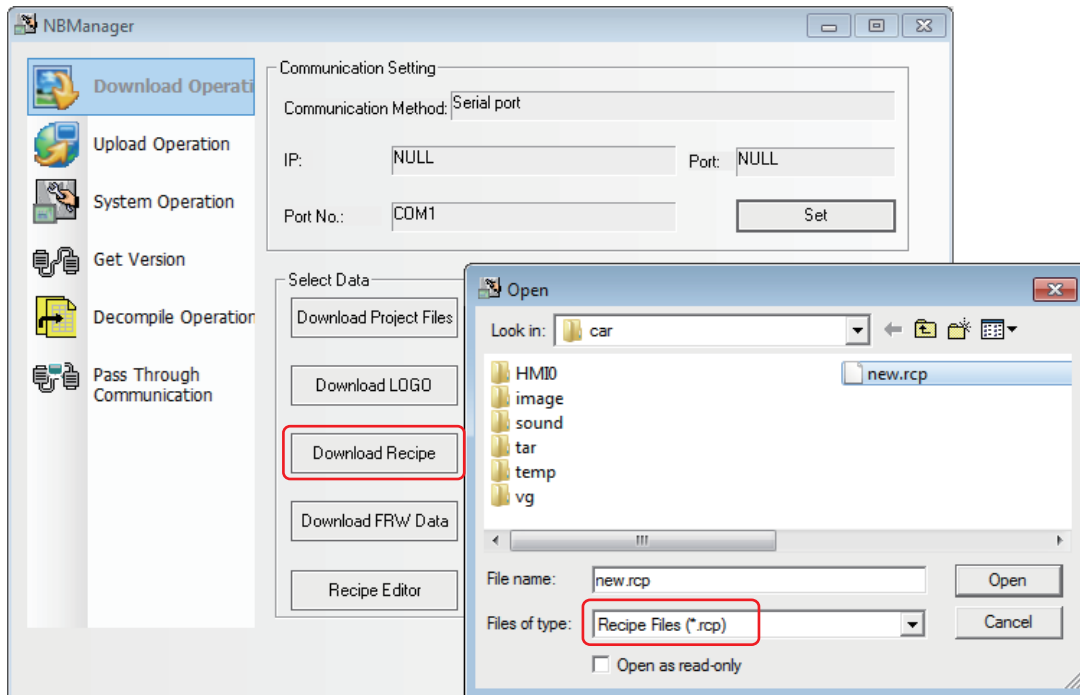 NBManager
Download Operati
Upload Operation
System Operation
Get Version
Decompile Operation
Pass Through
Communication
Communication Setting
Communication Method: Serial port
IP: NULL Port: NULL
Port No.: COM1 Set
Select Data
Download Project Files
Download LOGO
Download Recipe
Download FRW Data
Recipe Editor
Open
Look in: car
HMI0 new.rcp
image
sound
tar
temp
vg
File name: new.rcp Open
Files of type: Recipe Files (*.rcp) Cancel
Open as read-only